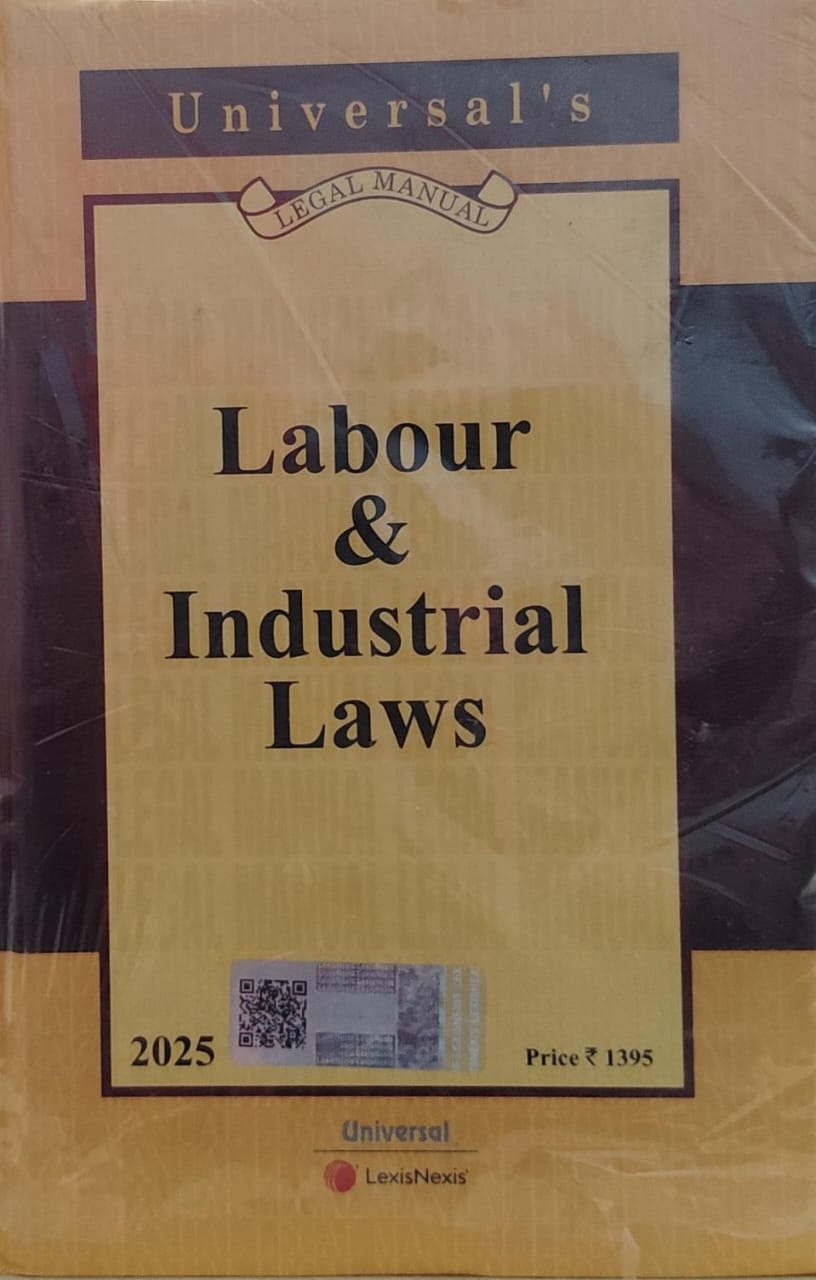 Universal's
LEGAL MANUAL
Labour
&
Industrial
Laws
2025
Price ₹ 1395
Universal
LexisNexis®